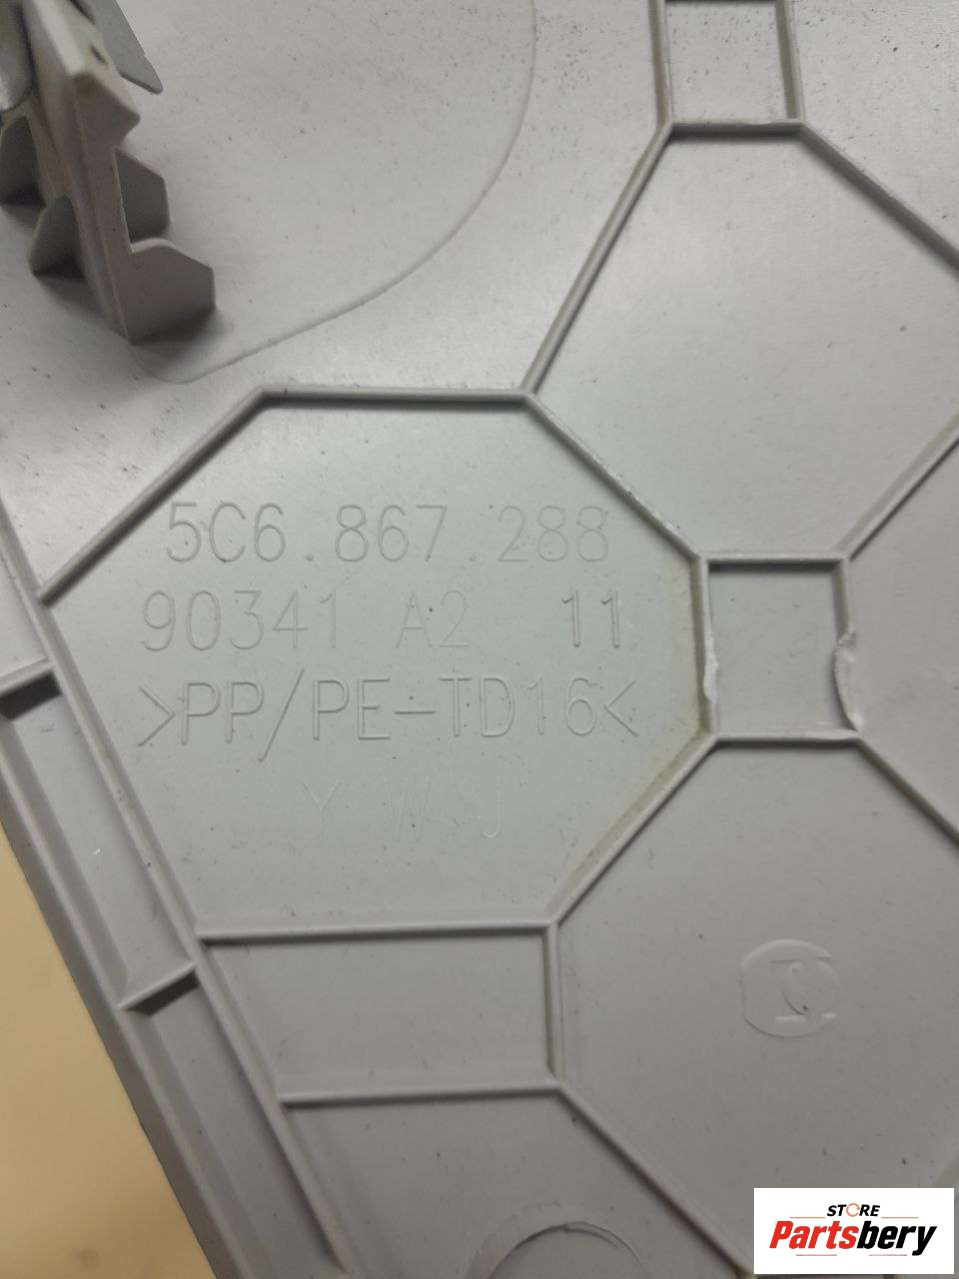 5C6.867.288
90341 A2 11
>PP/PE-TD16<
Y W J
STORE
Partsbery